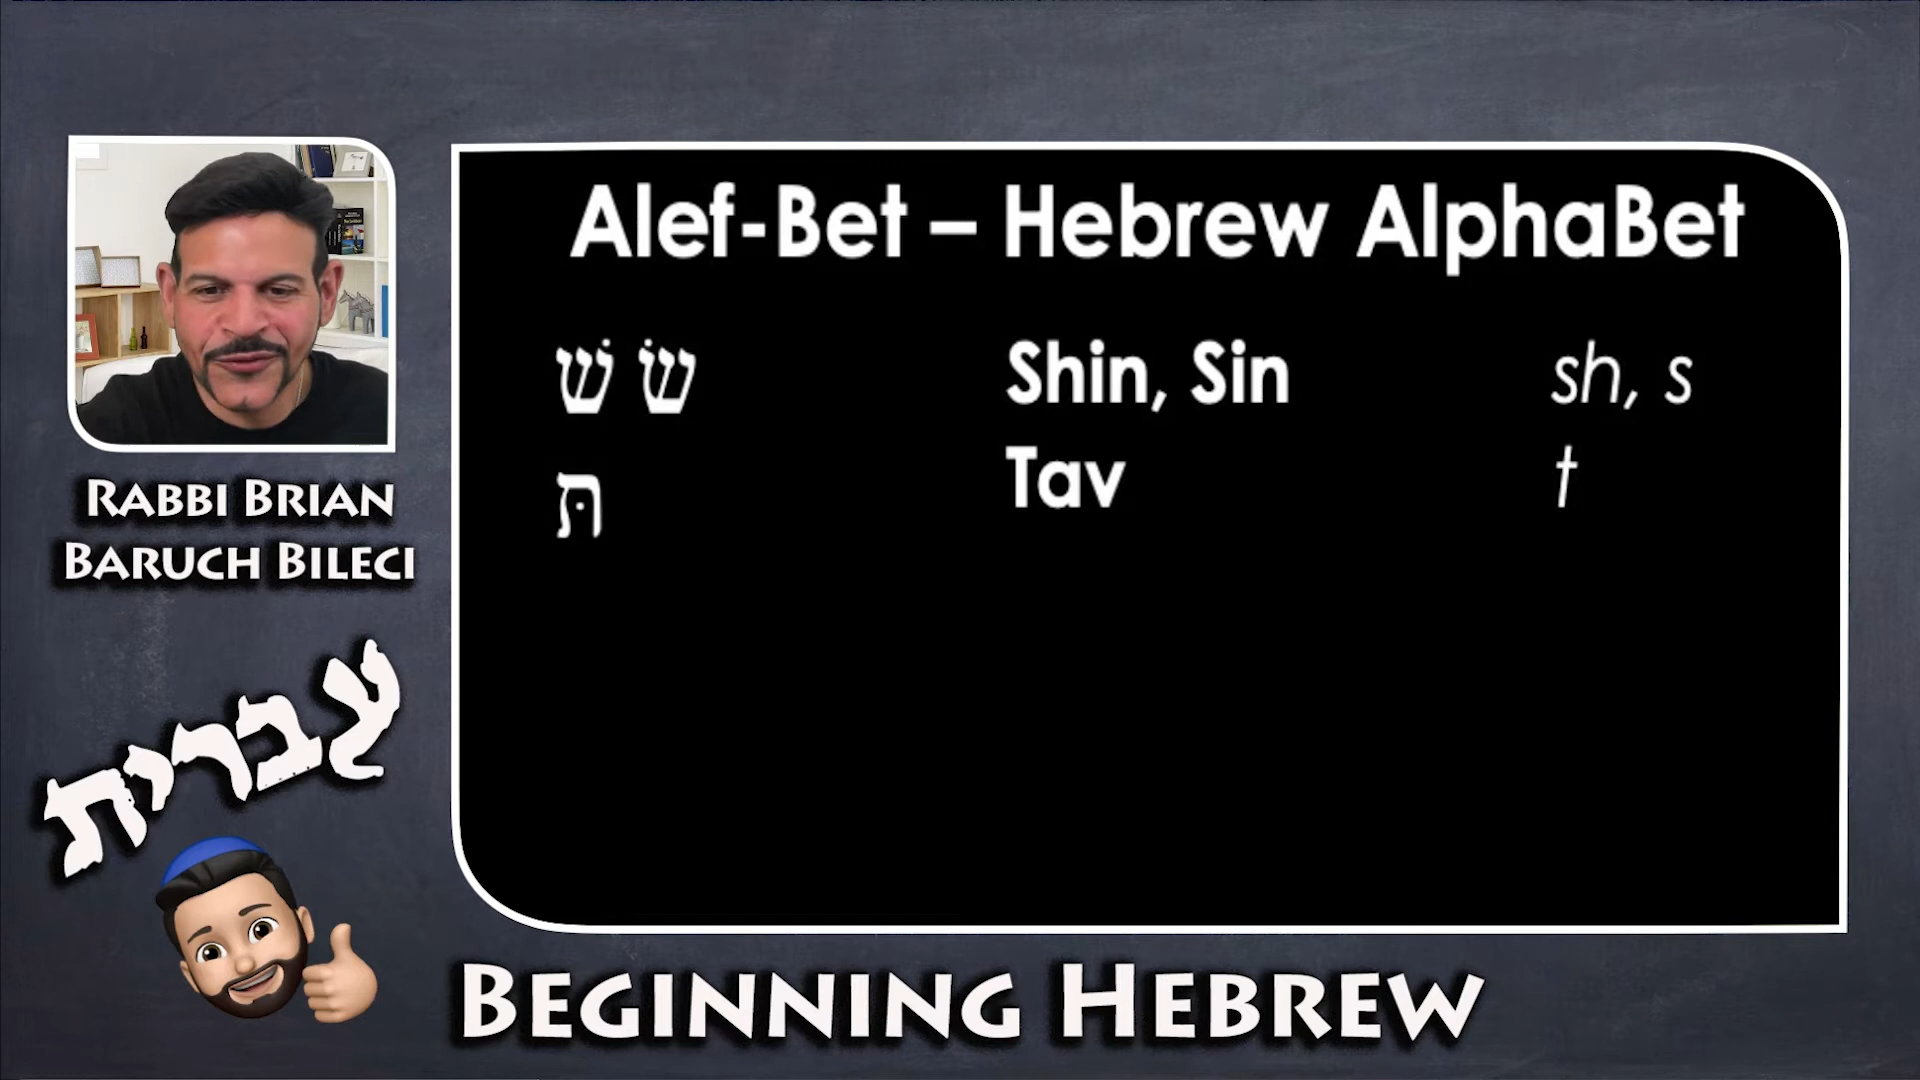 Alef-Bet – Hebrew AlphaBet
שׁ שׂ Shin, Sin sh, s
תּ Tav t
RABBI BRIAN
BARUCH BILECI
עברית
BEGINNING HEBREW